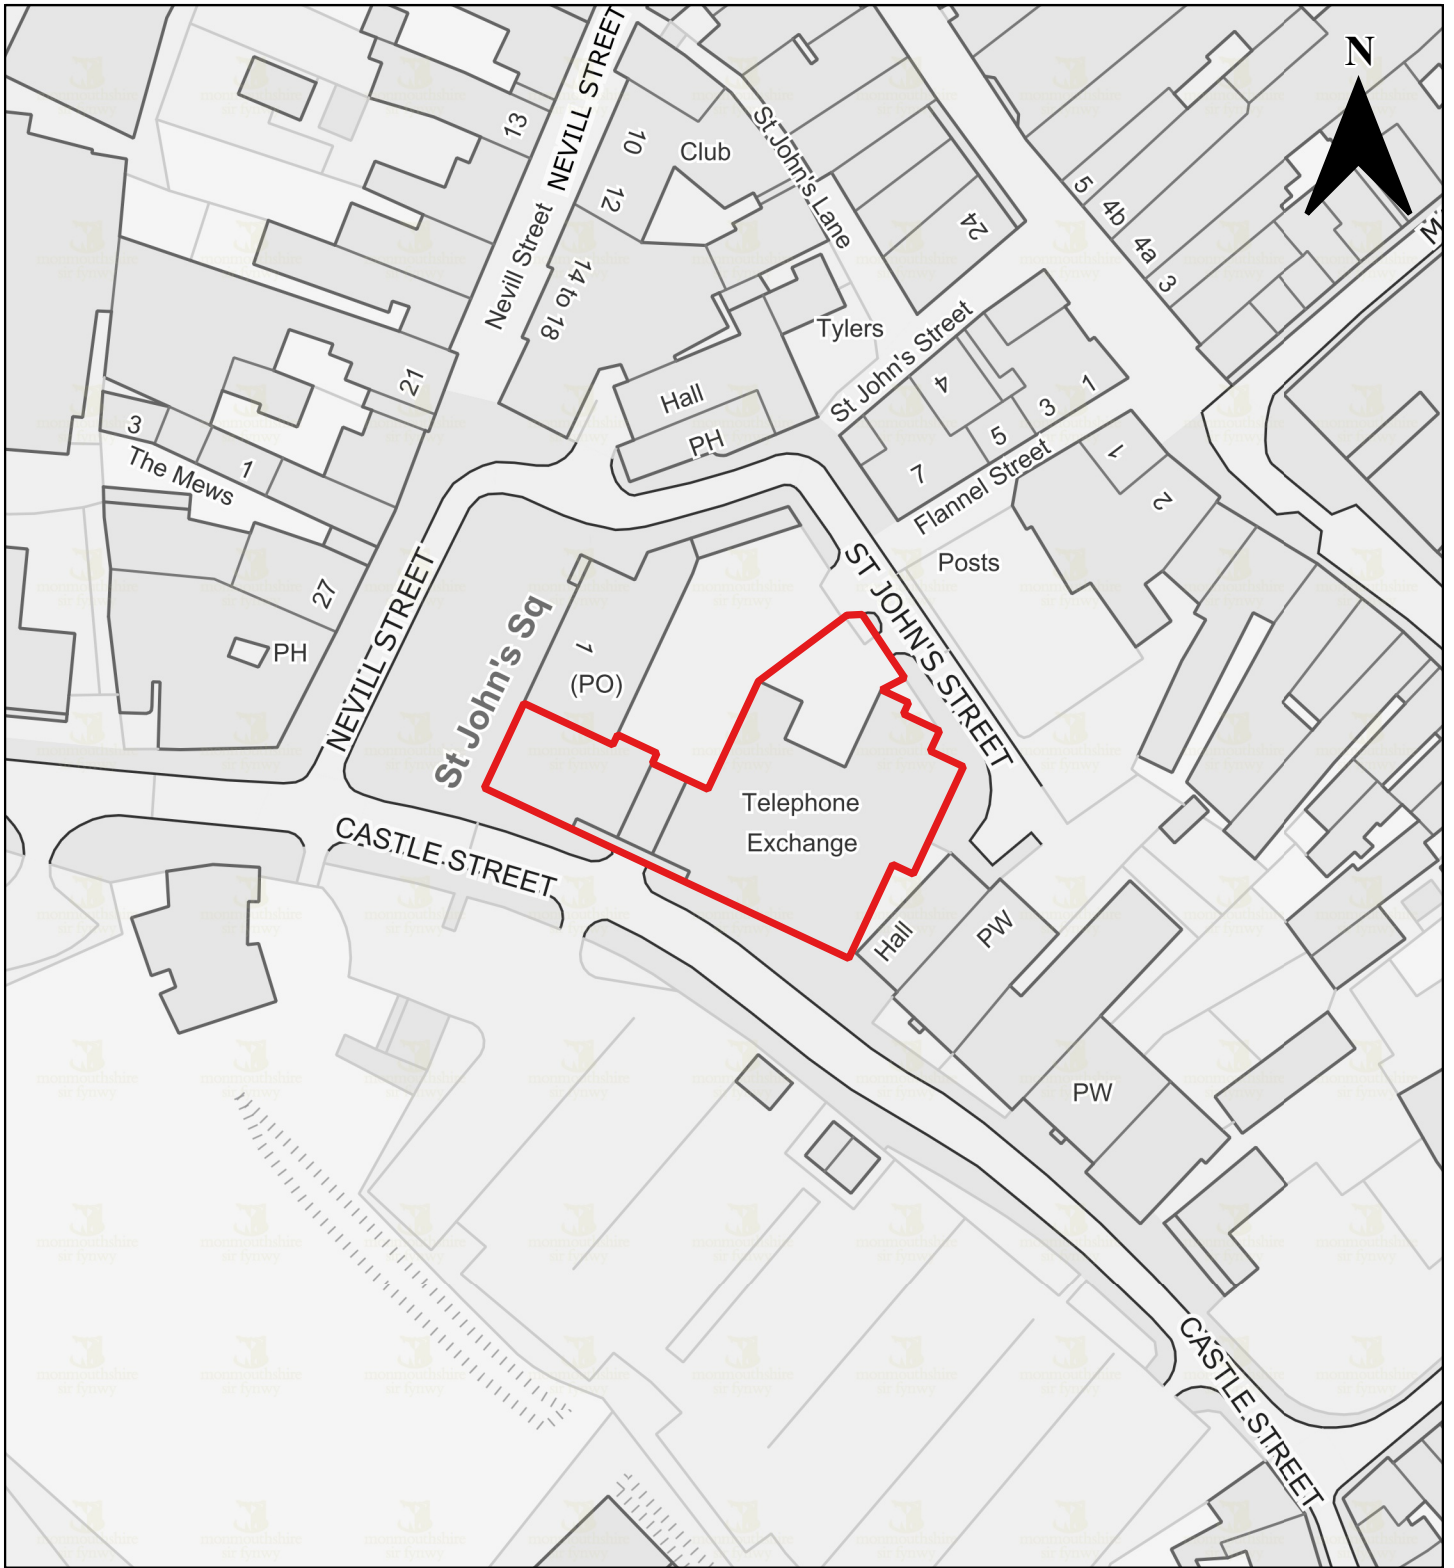 N
NEVILL STREET
13
10
Club
St John's Lane
12
24
5
4b
4a
3
Nevill Street
14 to 18
Tylers
St John's Street
21
Hall
PH
4
1
3
5
7
Flannel Street
1
2
3
1
The Mews
27
PH
NEVILL STREET
St John's Sq
1
(PO)
ST JOHN'S STREET
Posts
Telephone
Exchange
CASTLE STREET
Hall
PW
PW
CASTLE STREET
monmouthshire
sir fynwy